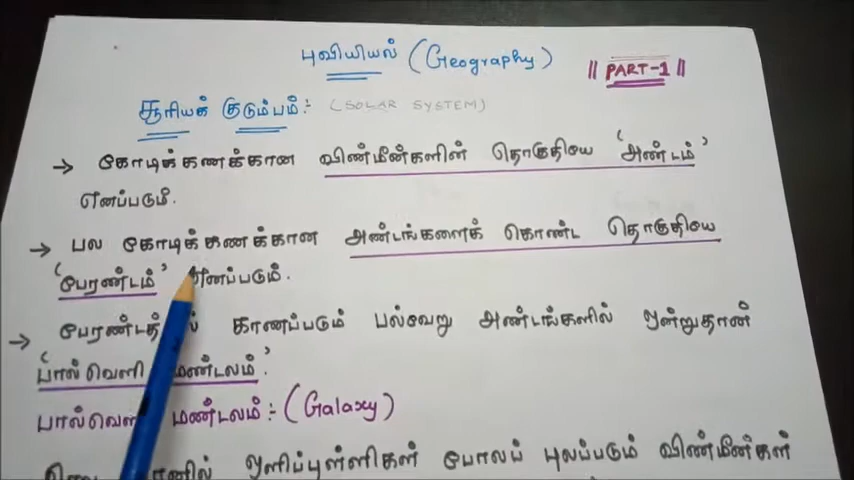 புவியியல் (Geography)
|| PART-1 ||
சூரியக் குடும்பம்:- (SOLAR SYSTEM)
→ கோடிக்கணக்கான விண்மீன்களின் தொகுதியே 'அண்டம்'
எனப்படும்.
→ பல கோடிக்கணக்கான அண்டங்களைக் கொண்ட தொகுதியே
'பேரண்டம்' எனப்படும்.
→ காணப்படும் பல்வேறு அண்டங்களில் ஒன்றுதான்
'பால்வெளி மண்டலம்'.
பால்வெளி மண்டலம்:- (Galaxy)
ஒளிப்புள்ளிகள் போலப் புலப்படும் விண்மீன்கள்